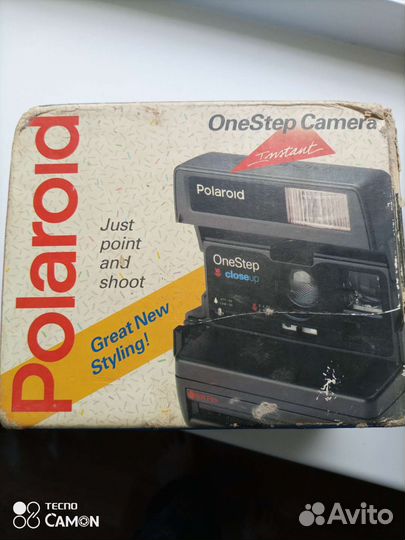 Polaroid
OneStep Camera
Instant
Just
point
and
shoot
Great New
Styling!
Polaroid
OneStep
closeup
TECNO
CAMON
Avito